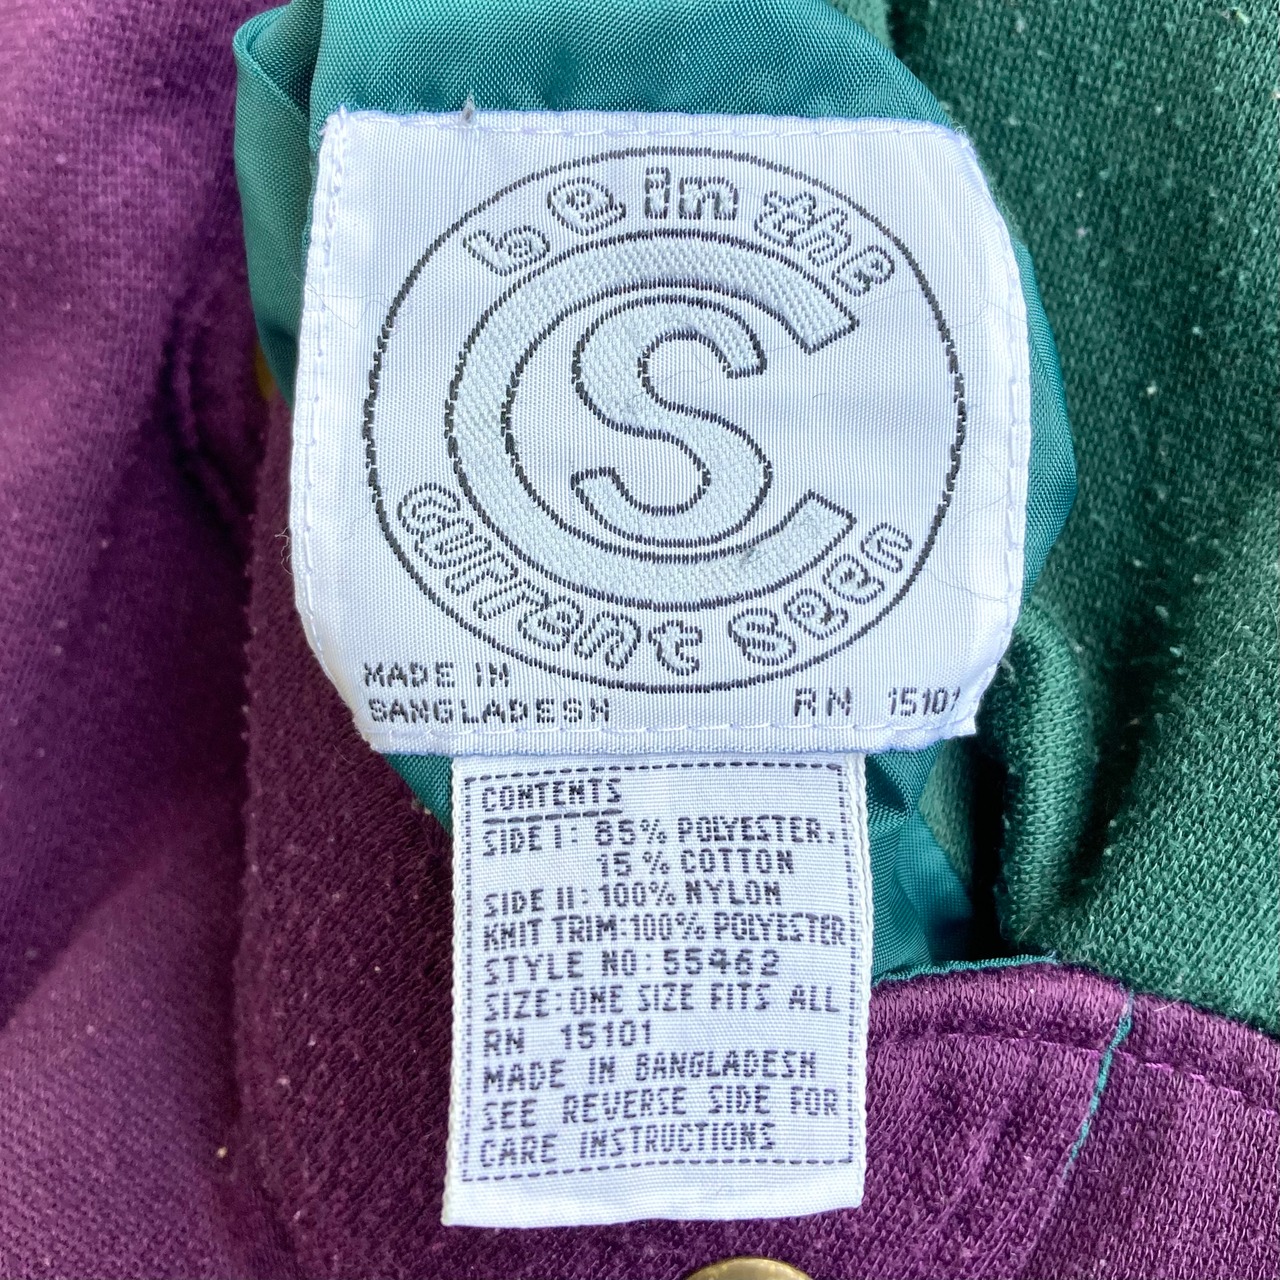 be in the
CS
current seen
MADE IN
BANGLADESH RN 15101
CONTENTS
SIDE I: 85% POLYESTER,
15% COTTON
SIDE II: 100% NYLON
KNIT TRIM: 100% POLYESTER
STYLE NO: 55462
SIZE: ONE SIZE FITS ALL
RN 15101
MADE IN BANGLADESH
SEE REVERSE SIDE FOR
CARE INSTRUCTIONS